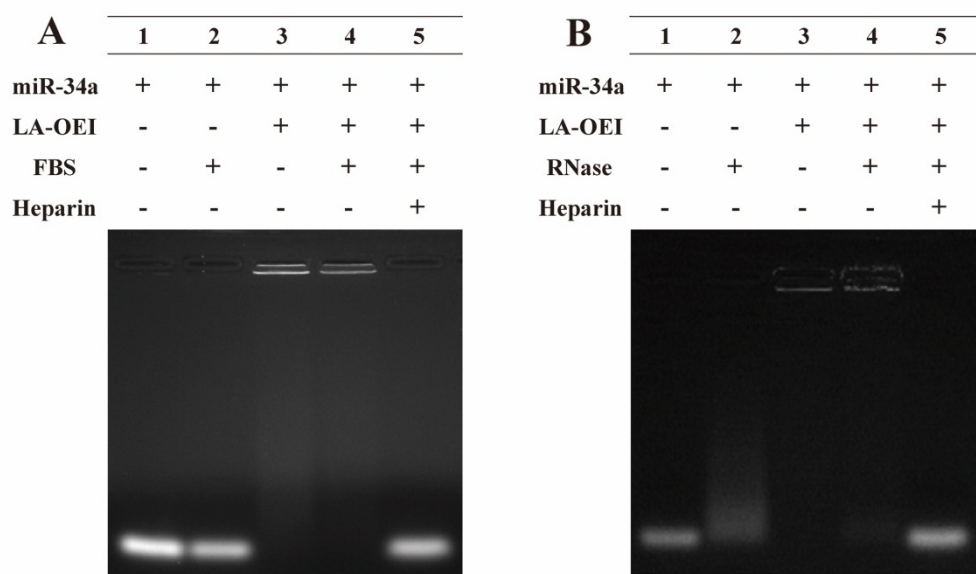 A 1 2 3 4 5
miR-34a + + + + +
LA-OEI - - + + +
FBS - + - + +
Heparin - - - - +
B 1 2 3 4 5
miR-34a + + + + +
LA-OEI - - + + +
RNase - + - + +
Heparin - - - - +